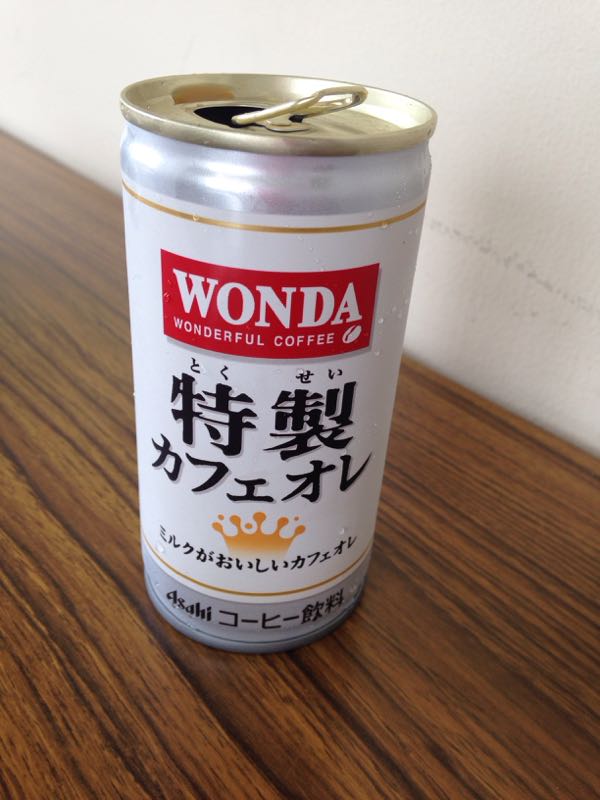 WONDA
WONDERFUL COFFEE
とくせい
特製
カフェオレ
ミルクがおいしいカフェオレ
Asahi コーヒー飲料